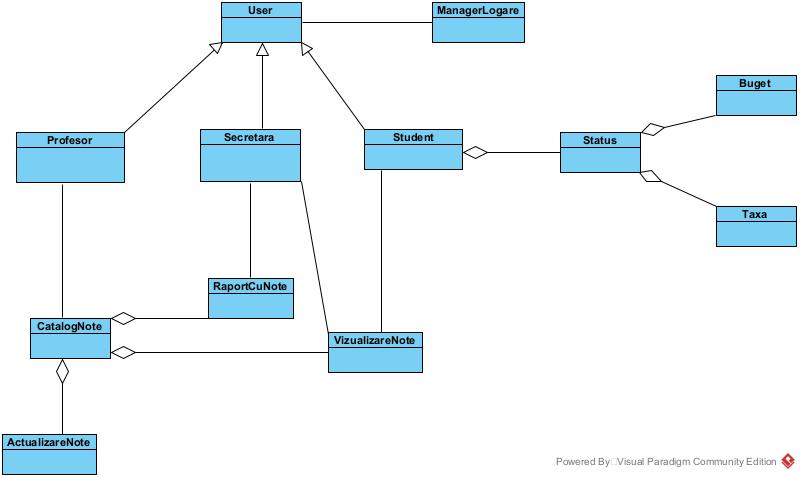 User
ManagerLogare
Buget
Profesor
Secretara
Student
Status
Taxa
RaportCuNote
CatalogNote
VizualizareNote
ActualizareNote
Powered By Visual Paradigm Community Edition